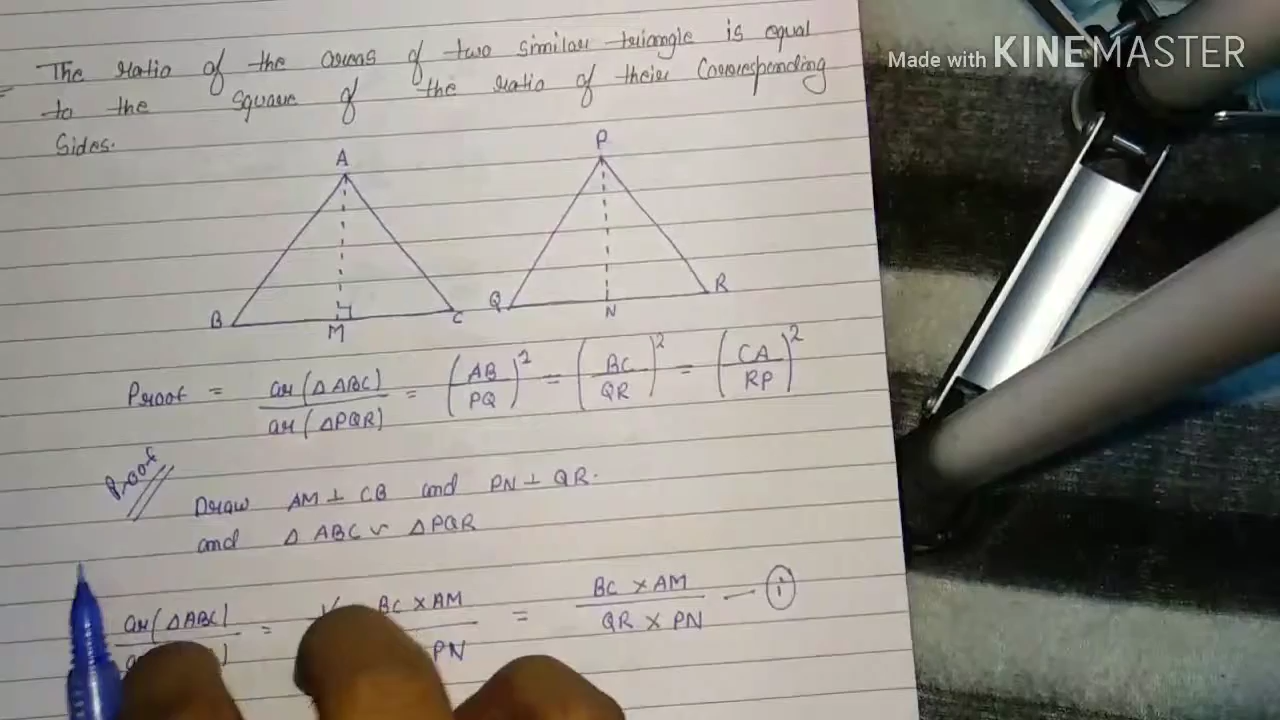 Made with KINEMASTER
The ratio of the areas of two similar triangle is equal
to the square of the ratio of their Corresponding
Sides.
A
P
B
M
C
Q
N
R
Proof = ar(ΔABC)/ar(ΔPQR) = (AB/PQ)² = (BC/QR)² = (CA/RP)²
Proof
Draw AM ⊥ CB and PN ⊥ QR.
and Δ ABC ~ ΔPQR
ar(ΔABC) = BC × AM / PN = BC × AM / QR × PN — ①